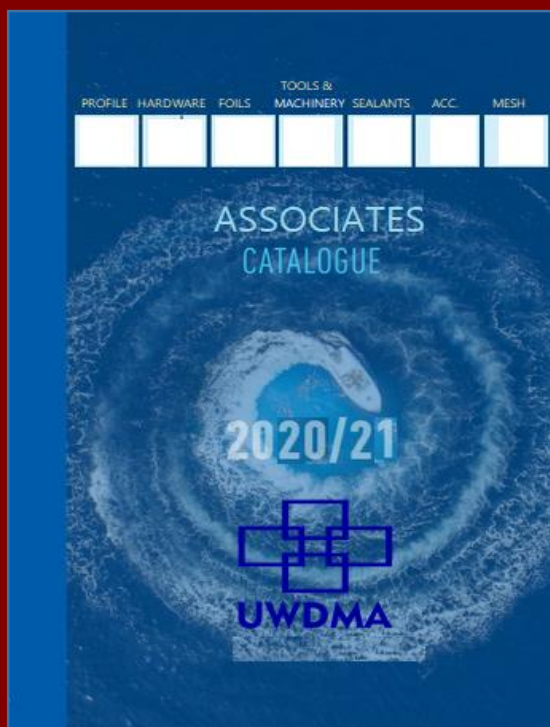 TOOLS &
PROFILE HARDWARE FOILS MACHINERY SEALANTS ACC. MESH
ASSOCIATES
CATALOGUE
2020/21
UWDMA